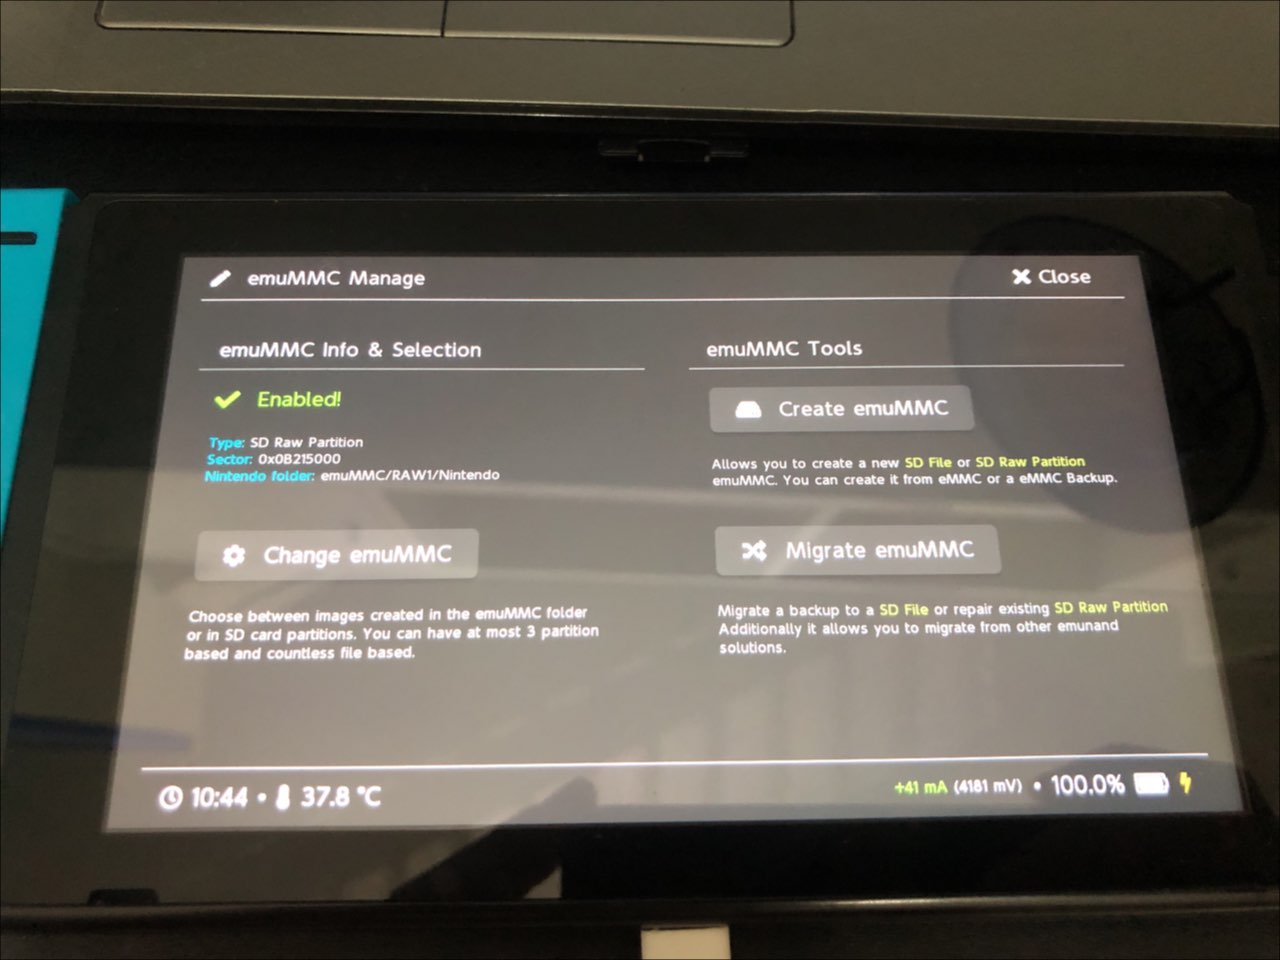 emuMMC Manage
Close
emuMMC Info & Selection
Enabled!
Type: SD Raw Partition
Sector: 0x0B215000
Nintendo folder: emuMMC/RAW1/Nintendo
Change emuMMC
Choose between images created in the emuMMC folder
or in SD card partitions. You can have at most 3 partition
based and countless file based.
emuMMC Tools
Create emuMMC
Allows you to create a new SD File or SD Raw Partition
emuMMC. You can create it from eMMC or a eMMC Backup.
Migrate emuMMC
Migrate a backup to a SD File or repair existing SD Raw Partition
Additionally it allows you to migrate from other emunand
solutions.
10:44 • 37.8 °C
+41 mA (4181 mV) • 100.0%